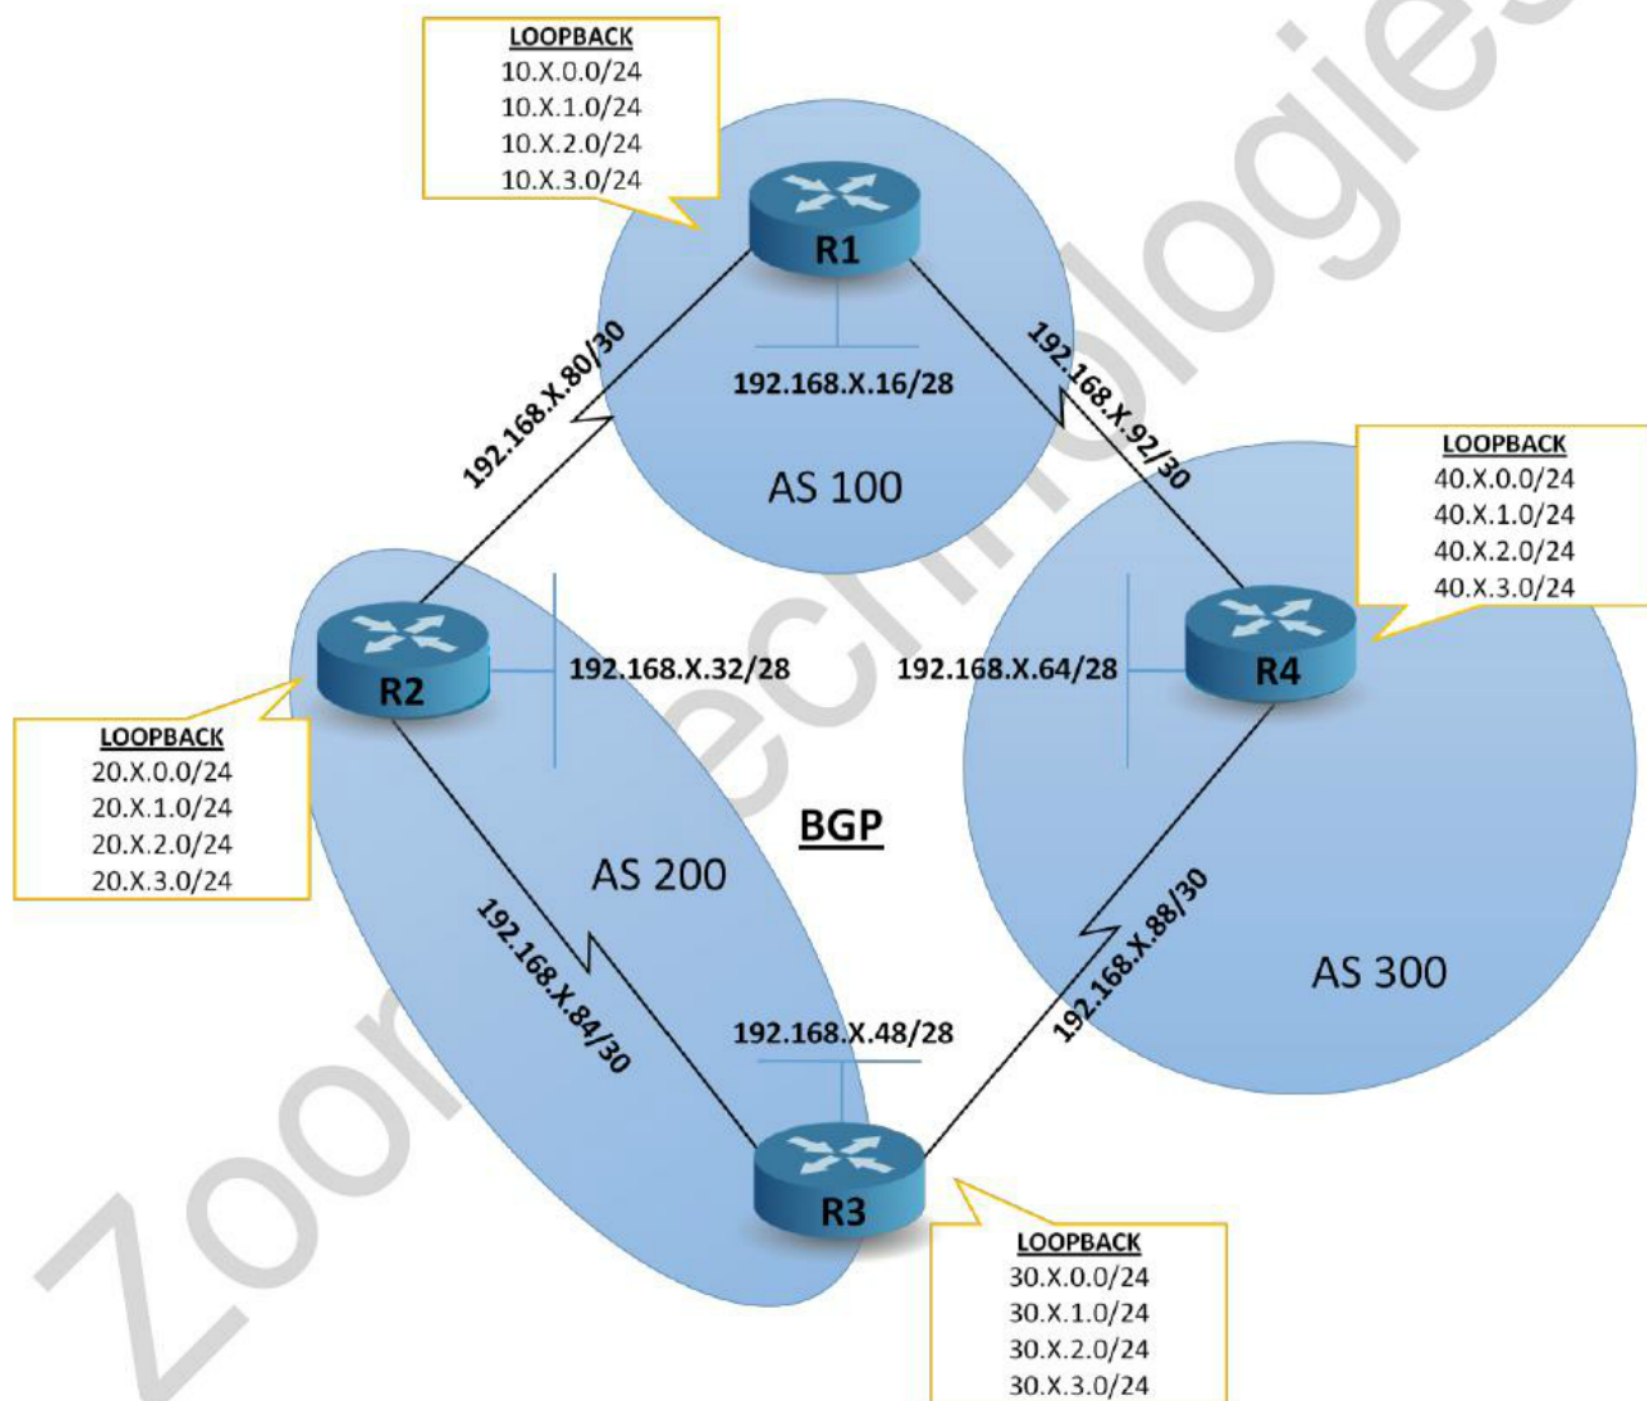 LOOPBACK
10.X.0.0/24
10.X.1.0/24
10.X.2.0/24
10.X.3.0/24
R1
192.168.X.80/30
192.168.X.92/30
192.168.X.16/28
AS 100
LOOPBACK
40.X.0.0/24
40.X.1.0/24
40.X.2.0/24
40.X.3.0/24
R2
192.168.X.32/28
192.168.X.64/28
R4
LOOPBACK
20.X.0.0/24
20.X.1.0/24
20.X.2.0/24
20.X.3.0/24
BGP
AS 200
192.168.X.84/30
192.168.X.88/30
AS 300
192.168.X.48/28
R3
LOOPBACK
30.X.0.0/24
30.X.1.0/24
30.X.2.0/24
30.X.3.0/24
Zoom Technologies